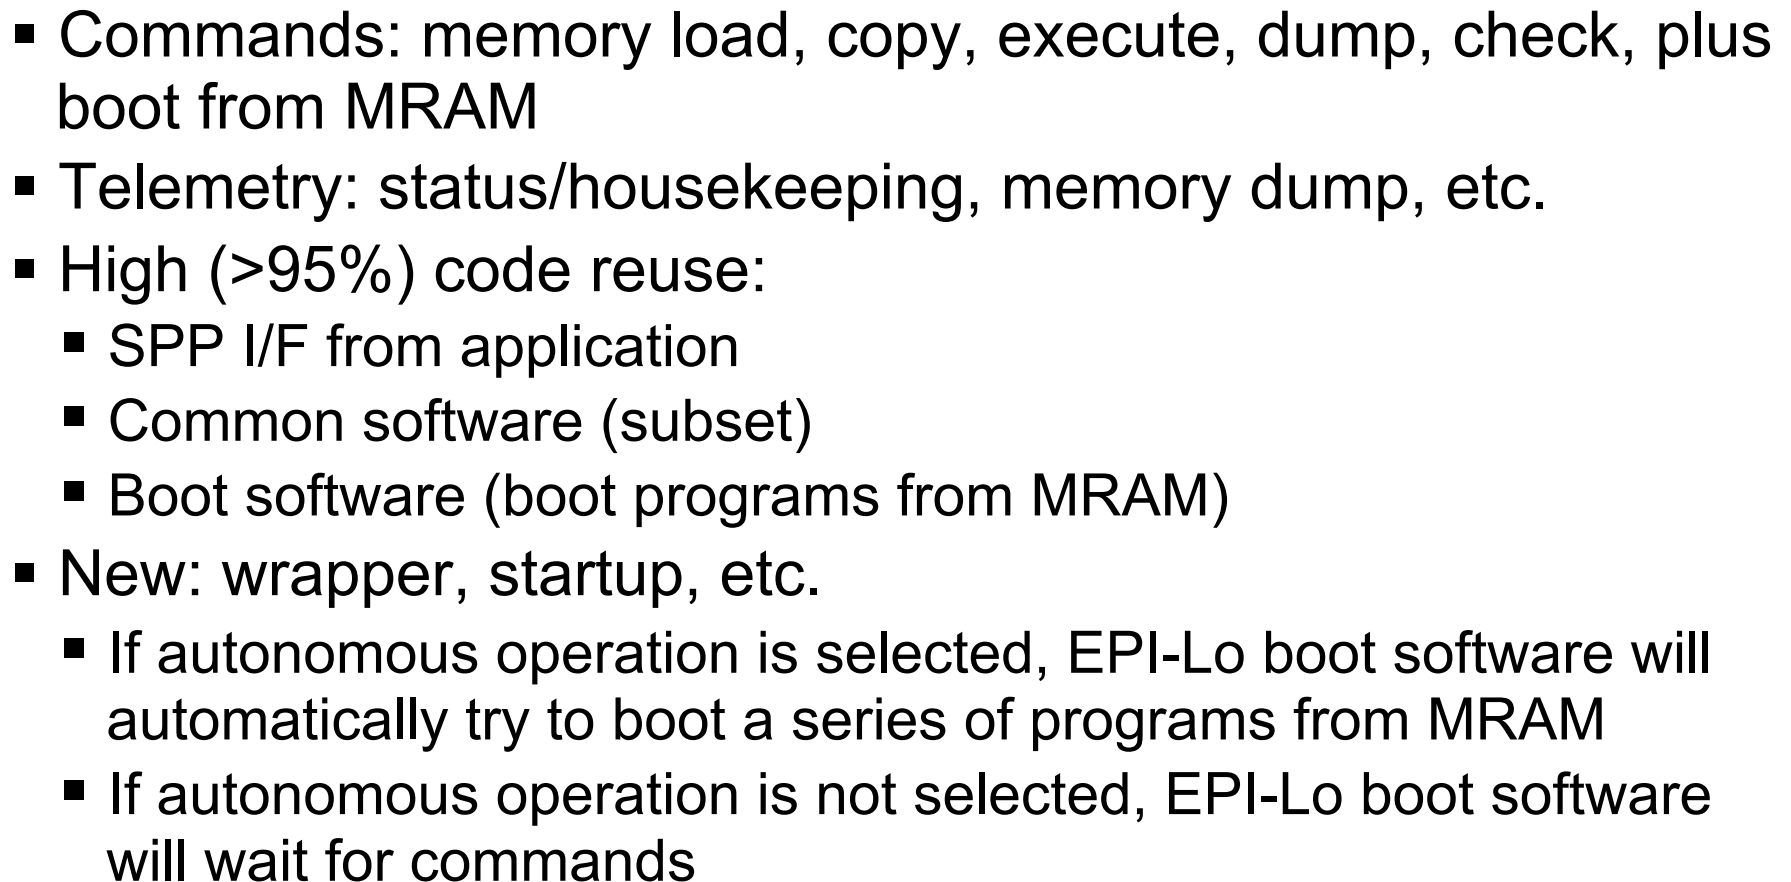 ▪ Commands: memory load, copy, execute, dump, check, plus
boot from MRAM
▪ Telemetry: status/housekeeping, memory dump, etc.
▪ High (>95%) code reuse:
▪ SPP I/F from application
▪ Common software (subset)
▪ Boot software (boot programs from MRAM)
▪ New: wrapper, startup, etc.
▪ If autonomous operation is selected, EPI-Lo boot software will
automatically try to boot a series of programs from MRAM
▪ If autonomous operation is not selected, EPI-Lo boot software
will wait for commands